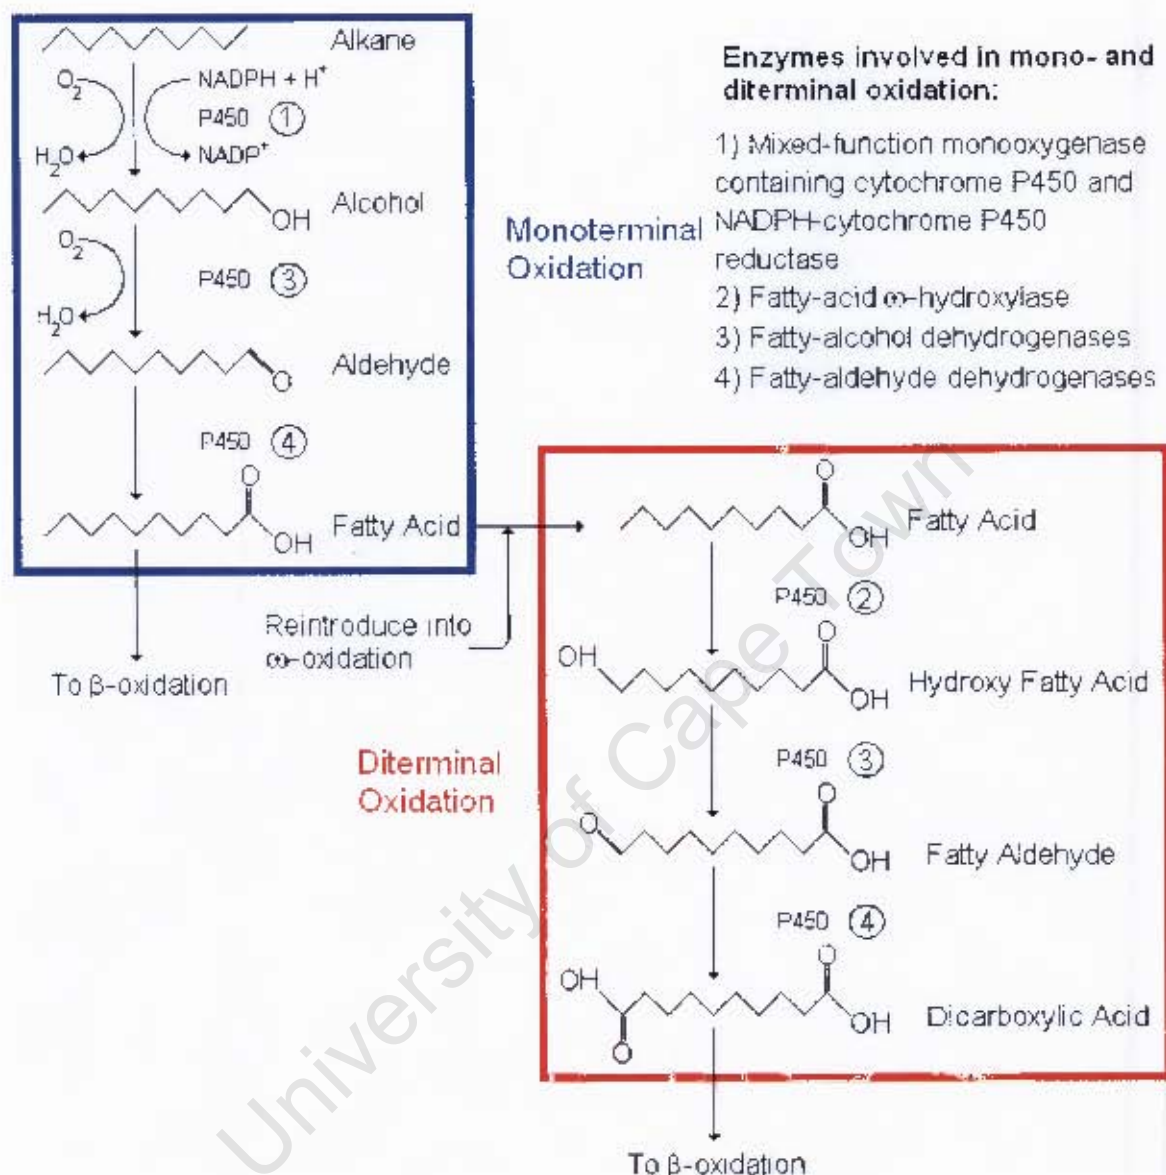 Alkane
O2
NADPH + H+
P450 1
H2O
NADP+
Alcohol
OH
O2
P450 3
H2O
Aldehyde
O
P450 4
O
OH
Fatty Acid
Monoterminal
Oxidation
Reintroduce into
ω-oxidation
To β-oxidation
Enzymes involved in mono- and
diterminal oxidation:
1) Mixed-function monooxygenase
containing cytochrome P450 and
NADPH-cytochrome P450
reductase
2) Fatty-acid ω-hydroxylase
3) Fatty-alcohol dehydrogenases
4) Fatty-aldehyde dehydrogenases
Diterminal
Oxidation
O
OH
Fatty Acid
P450 2
OH
O
OH
Hydroxy Fatty Acid
P450 3
O
O
OH
Fatty Aldehyde
P450 4
OH
O
O
OH
Dicarboxylic Acid
To β-oxidation
University of Cape Town